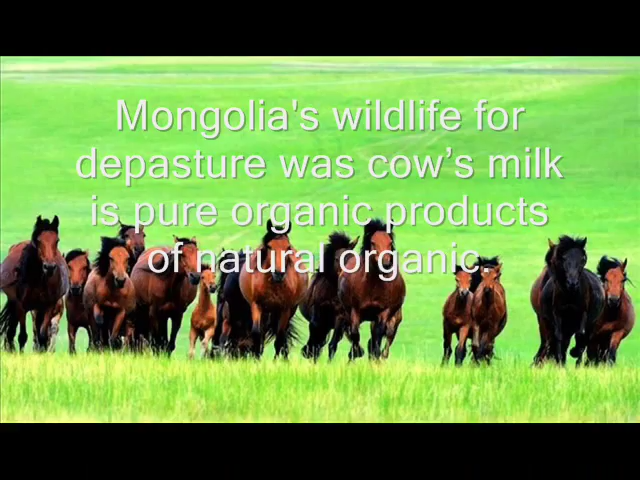 Mongolia's wildlife for
depasture was cow’s milk
is pure organic products
of natural organic.